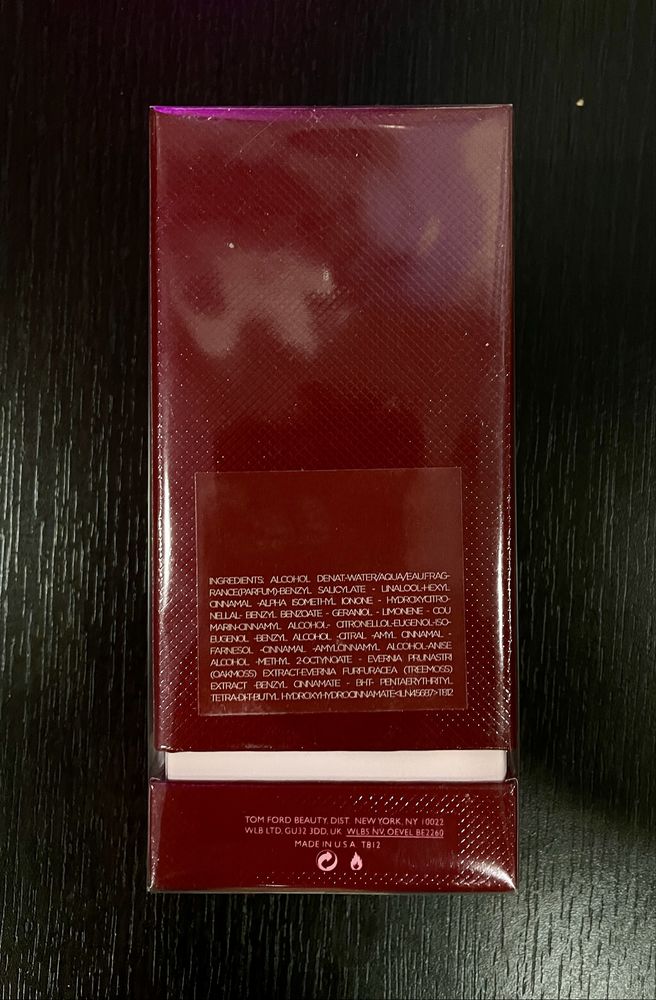 INGREDIENTS: ALCOHOL DENAT-WATER/AQUA/EAUFRAG-
RANCE(PARFUM)-BENZYL SALICYLATE - LINALOOL-HEXYL
CINNAMAL -ALPHA ISOMETHYL IONONE - HYDROXYCITRO-
NELLAL- BENZYL BENZOATE - GERANIOL - LIMONENE - COU
MARIN-CINNAMYL ALCOHOL- CITRONELLOL-EUGENOL-ISO-
EUGENOL -BENZYL ALCOHOL -CITRAL -AMYL CINNAMAL -
FARNESOL -CINNAMAL -AMYLCINNAMYL ALCOHOL-ANISE
ALCOHOL -METHYL 2-OCTYNOATE - EVERNIA PRUNASTRI
(OAKMOSS) EXTRACT-EVERNIA FURFURACEA (TREEMOSS)
EXTRACT -BENZYL CINNAMATE - BHT- PENTAERYTHRITYL
TETRA-DI-T-BUTYL HYDROXYHYDROCINNAMATE<ILN45687>TB12
TOM FORD BEAUTY. DIST. NEW YORK, NY 10022
WLB LTD, GU32 3DD, UK WLBS NV, OEVEL BE2260
MADE IN U.S.A. TB12